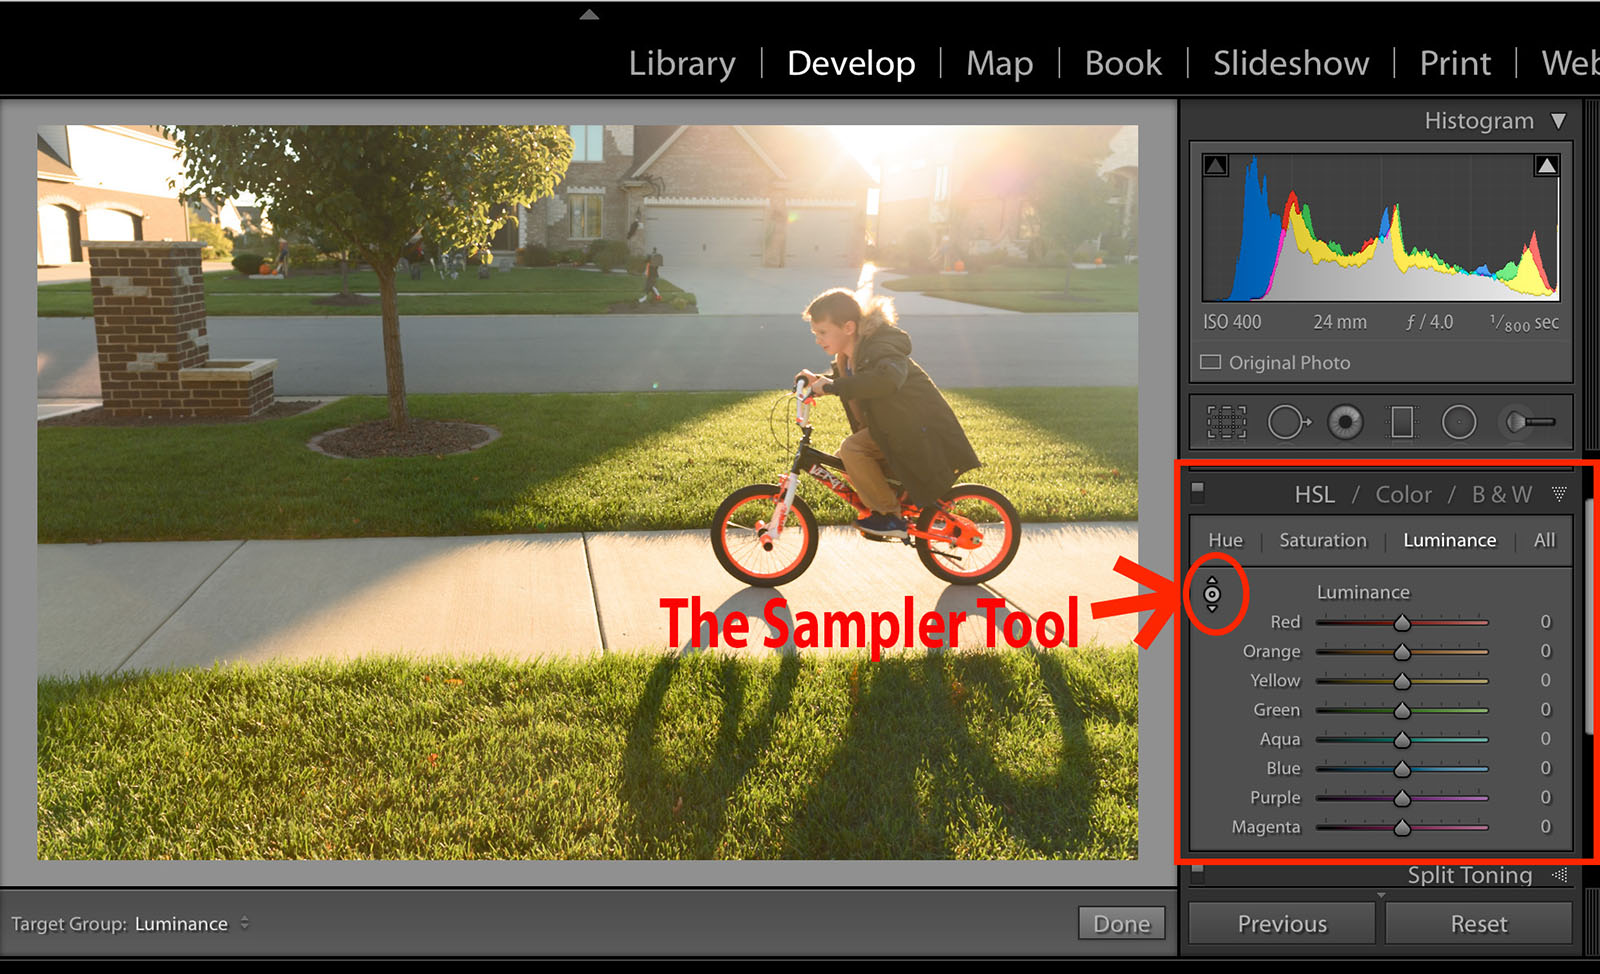 Library | Develop | Map | Book | Slideshow | Print | Web
Histogram
ISO 400 24 mm ƒ / 4.0 1/800 sec
Original Photo
HSL / Color / B & W
Hue | Saturation | Luminance | All
Luminance
Red 0
Orange 0
Yellow 0
Green 0
Aqua 0
Blue 0
Purple 0
Magenta 0
The Sampler Tool
Split Toning
Target Group: Luminance
Done
Previous
Reset